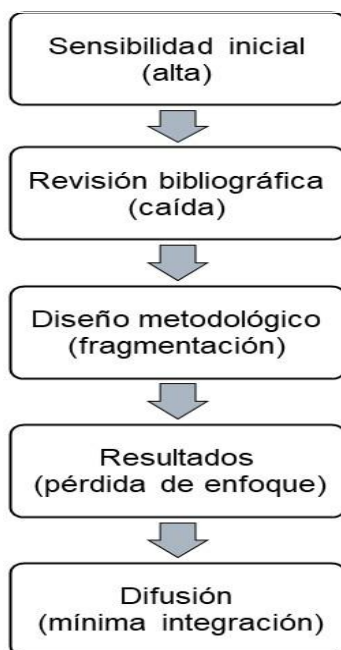 Sensibilidad inicial
(alta)
Revisión bibliográfica
(caída)
Diseño metodológico
(fragmentación)
Resultados
(pérdida de enfoque)
Difusión
(mínima integración)